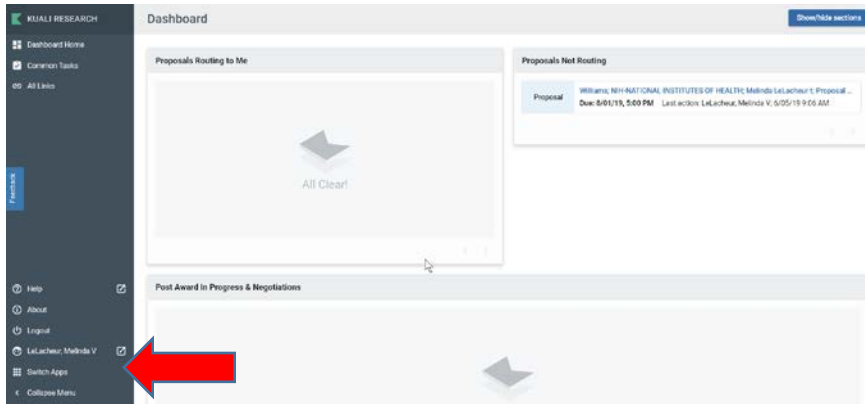 KUALI RESEARCH
Dashboard
Show/hide sections
Dashboard Home
Common Tasks
All Links
Feedback
Help
About
Logout
LeLacheur, Melinda V
Switch Apps
Collapse Menu
Proposals Routing to Me
All Clear!
Proposals Not Routing
Proposal
Williams; NIH-NATIONAL INSTITUTES OF HEALTH; Melinda LeLacheur t; Proposal ...
Due: 8/01/19, 5:00 PM Last action: LeLacheur, Melinda V, 6/05/19 9:06 AM
Post Award In Progress & Negotiations